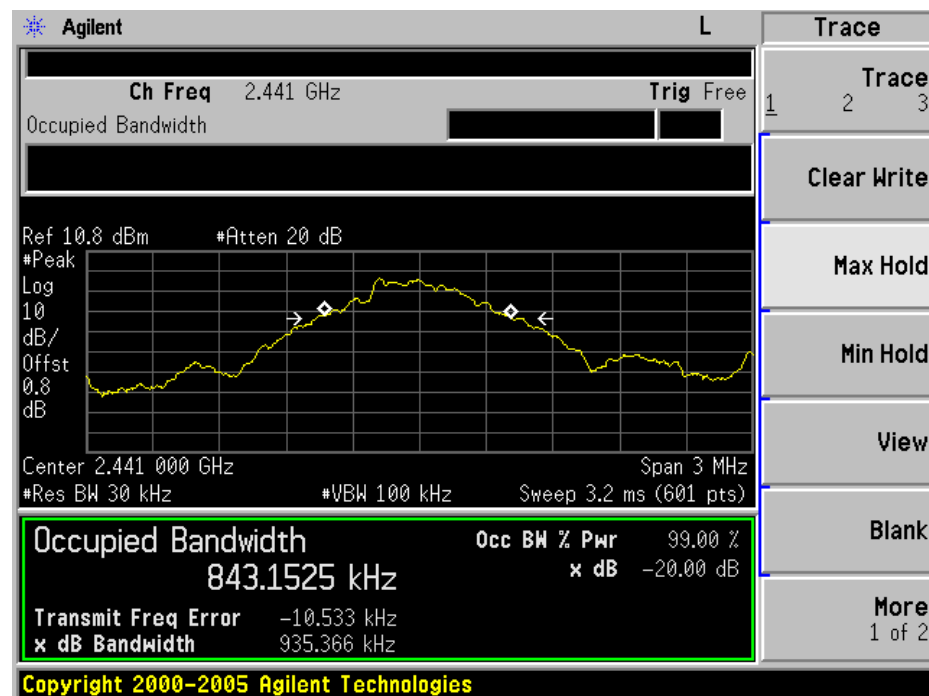 Agilent L Trace
Ch Freq 2.441 GHz Trig Free
Occupied Bandwidth
Trace
1 2 3
Clear Write
Max Hold
Min Hold
View
Blank
More
1 of 2
Ref 10.8 dBm #Atten 20 dB
#Peak
Log
10
dB/
Offst
0.8
dB
Center 2.441 000 GHz Span 3 MHz
#Res BW 30 kHz #VBW 100 kHz Sweep 3.2 ms (601 pts)
Occupied Bandwidth Occ BW % Pwr 99.00 %
843.1525 kHz x dB -20.00 dB
Transmit Freq Error -10.533 kHz
x dB Bandwidth 935.366 kHz
Copyright 2000-2005 Agilent Technologies